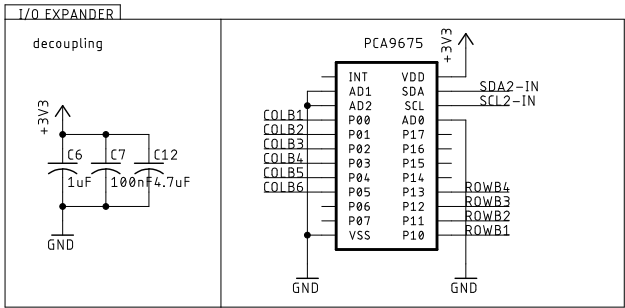 I/O EXPANDER
decoupling
+3V3
C6
C7
C12
1uF
100nF
4.7uF
GND
PCA9675
+3V3
INT VDD
AD1 SDA SDA2-IN
AD2 SCL SCL2-IN
COLB1 P00 AD0
COLB2 P01 P17
COLB3 P02 P16
COLB4 P03 P15
COLB5 P04 P14
COLB6 P05 P13 ROWB4
P06 P12 ROWB3
P07 P11 ROWB2
VSS P10 ROWB1
GND
GND